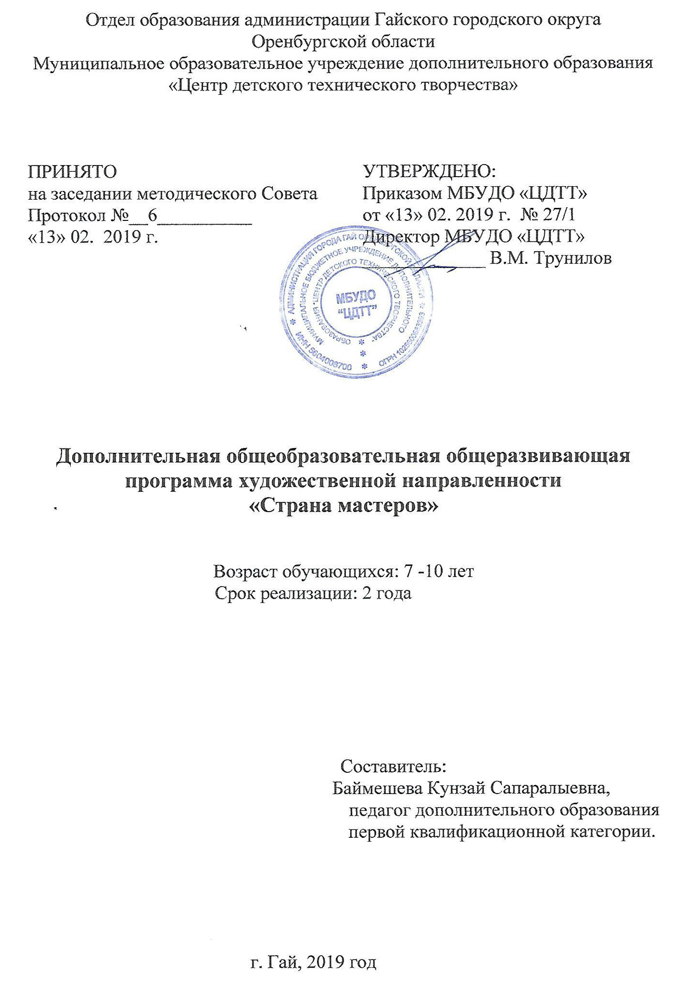 Отдел образования администрации Гайского городского округа
Оренбургской области
Муниципальное образовательное учреждение дополнительного образования
«Центр детского технического творчества»
ПРИНЯТО
на заседании методического Совета
Протокол №__6__________
«13» 02. 2019 г.
УТВЕРЖДЕНО:
Приказом МБУДО «ЦДТТ»
от «13» 02. 2019 г. № 27/1
Директор МБУДО «ЦДТТ»
_____________ В.М. Трунилов
АДМИНИСТРАЦИЯ ГОРОДА ГАЙ ОРЕНБУРГСКОЙ ОБЛАСТИ
МУНИЦИПАЛЬНОЕ БЮДЖЕТНОЕ УЧРЕЖДЕНИЕ ДОПОЛНИТЕЛЬНОГО
ОБРАЗОВАНИЯ "ЦЕНТР ДЕТСКОГО ТЕХНИЧЕСКОГО ТВОРЧЕСТВА"
МБУДО
“ЦДТТ”
ИНН 5604008700
ОГРН
Дополнительная общеобразовательная общеразвивающая
программа художественной направленности
«Страна мастеров»
Возраст обучающихся: 7 -10 лет
Срок реализации: 2 года
Составитель:
Баймешева Кунзай Сапаралыевна,
педагог дополнительного образования
первой квалификационной категории.
г. Гай, 2019 год